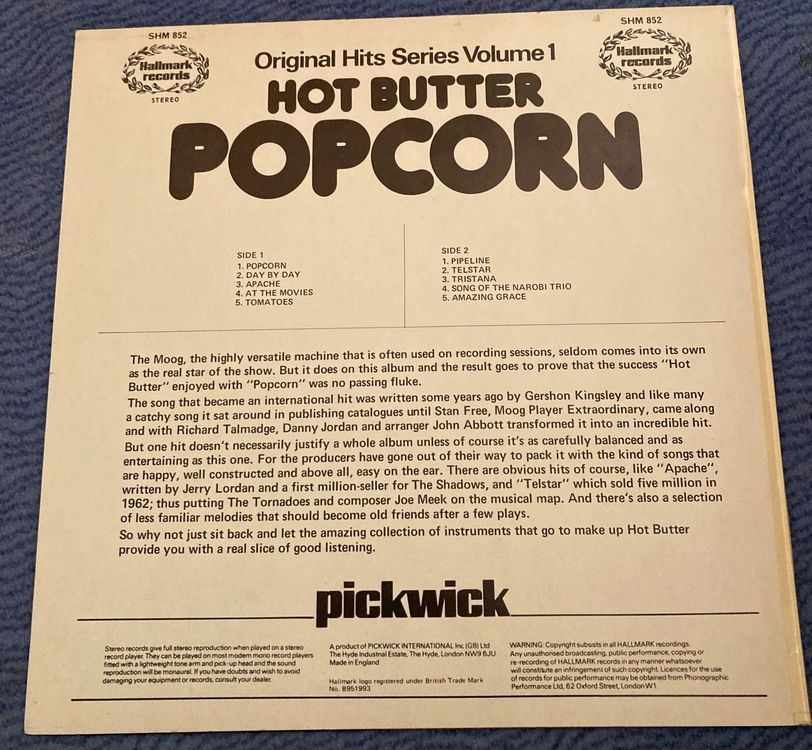 SHM 852
Hallmark
records
STEREO
SHM 852
Hallmark
records
STEREO
Original Hits Series Volume 1
HOT BUTTER
POPCORN
SIDE 1
1. POPCORN
2. DAY BY DAY
3. APACHE
4. AT THE MOVIES
5. TOMATOES
SIDE 2
1. PIPELINE
2. TELSTAR
3. TRISTANA
4. SONG OF THE NAROBI TRIO
5. AMAZING GRACE
The Moog, the highly versatile machine that is often used on recording sessions, seldom comes into its own
as the real star of the show. But it does on this album and the result goes to prove that the success "Hot
Butter" enjoyed with "Popcorn" was no passing fluke.
The song that became an international hit was written some years ago by Gershon Kingsley and like many
a catchy song it sat around in publishing catalogues until Stan Free, Moog Player Extraordinary, came along
and with Richard Talmadge, Danny Jordan and arranger John Abbott transformed it into an incredible hit.
But one hit doesn't necessarily justify a whole album unless of course it's as carefully balanced and as
entertaining as this one. For the producers have gone out of their way to pack it with the kind of songs that
are happy, well constructed and above all, easy on the ear. There are obvious hits of course, like "Apache",
written by Jerry Lordan and a first million-seller for The Shadows, and "Telstar" which sold five million in
1962; thus putting The Tornadoes and composer Joe Meek on the musical map. And there's also a selection
of less familiar melodies that should become old friends after a few plays.
So why not just sit back and let the amazing collection of instruments that go to make up Hot Butter
provide you with a real slice of good listening.
pickwick
Stereo records give full stereo reproduction when played on a stereo
record player. They can be played on most modern mono record players
fitted with a lightweight tone arm and pick-up head and the sound
reproduction will be monaural. If you have doubts and wish to avoid
damaging your equipment or records, consult your dealer.
A product of PICKWICK INTERNATIONAL Inc (GB) Ltd
The Hyde Industrial Estate, The Hyde, London NW9 6JU
Made in England
Hallmark logo registered under British Trade Mark
No. B951993
WARNING: Copyright subsists in all HALLMARK recordings.
Any unauthorised broadcasting, public performance, copying or
re-recording of HALLMARK records in any manner whatsoever
will constitute an infringement of such copyright. Licences for the use
of records for public performance may be obtained from Phonographic
Performance Ltd, 62 Oxford Street, London W1.